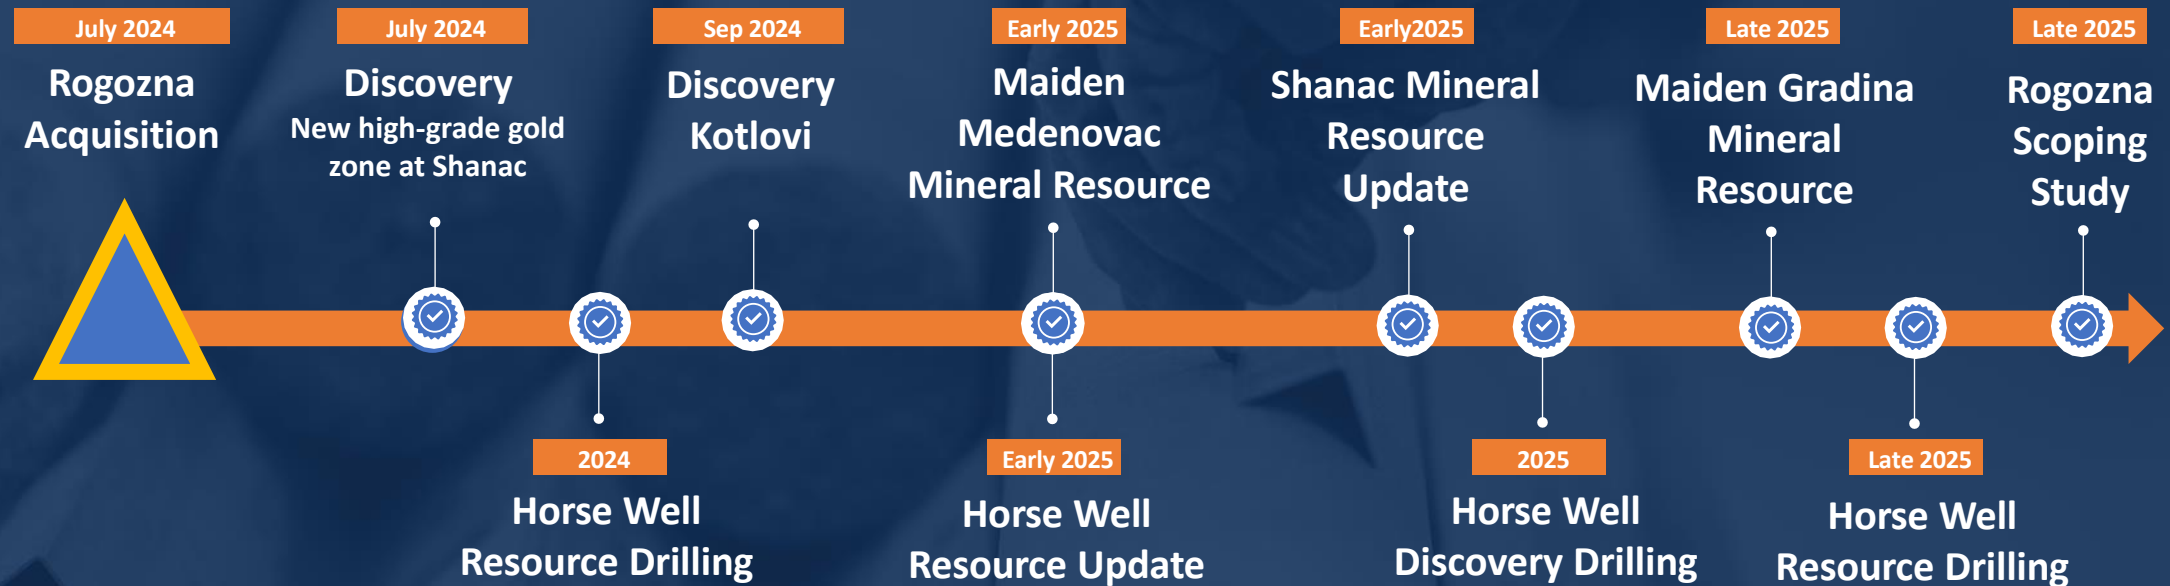 July 2024
Rogozna
Acquisition
July 2024
Discovery
New high-grade gold
zone at Shanac
Sep 2024
Discovery
Kotlovi
Early 2025
Maiden
Medenovac
Mineral Resource
Early2025
Shanac Mineral
Resource
Update
Late 2025
Maiden Gradina
Mineral
Resource
Late 2025
Rogozna
Scoping
Study
2024
Horse Well
Resource Drilling
Early 2025
Horse Well
Resource Update
2025
Horse Well
Discovery Drilling
Late 2025
Horse Well
Resource Drilling